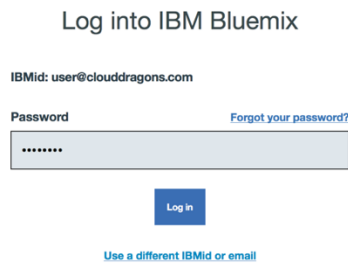 Log into IBM Bluemix
IBMid: user@clouddragons.com
Password Forgot your password?
••••••••
Log in
Use a different IBMid or email